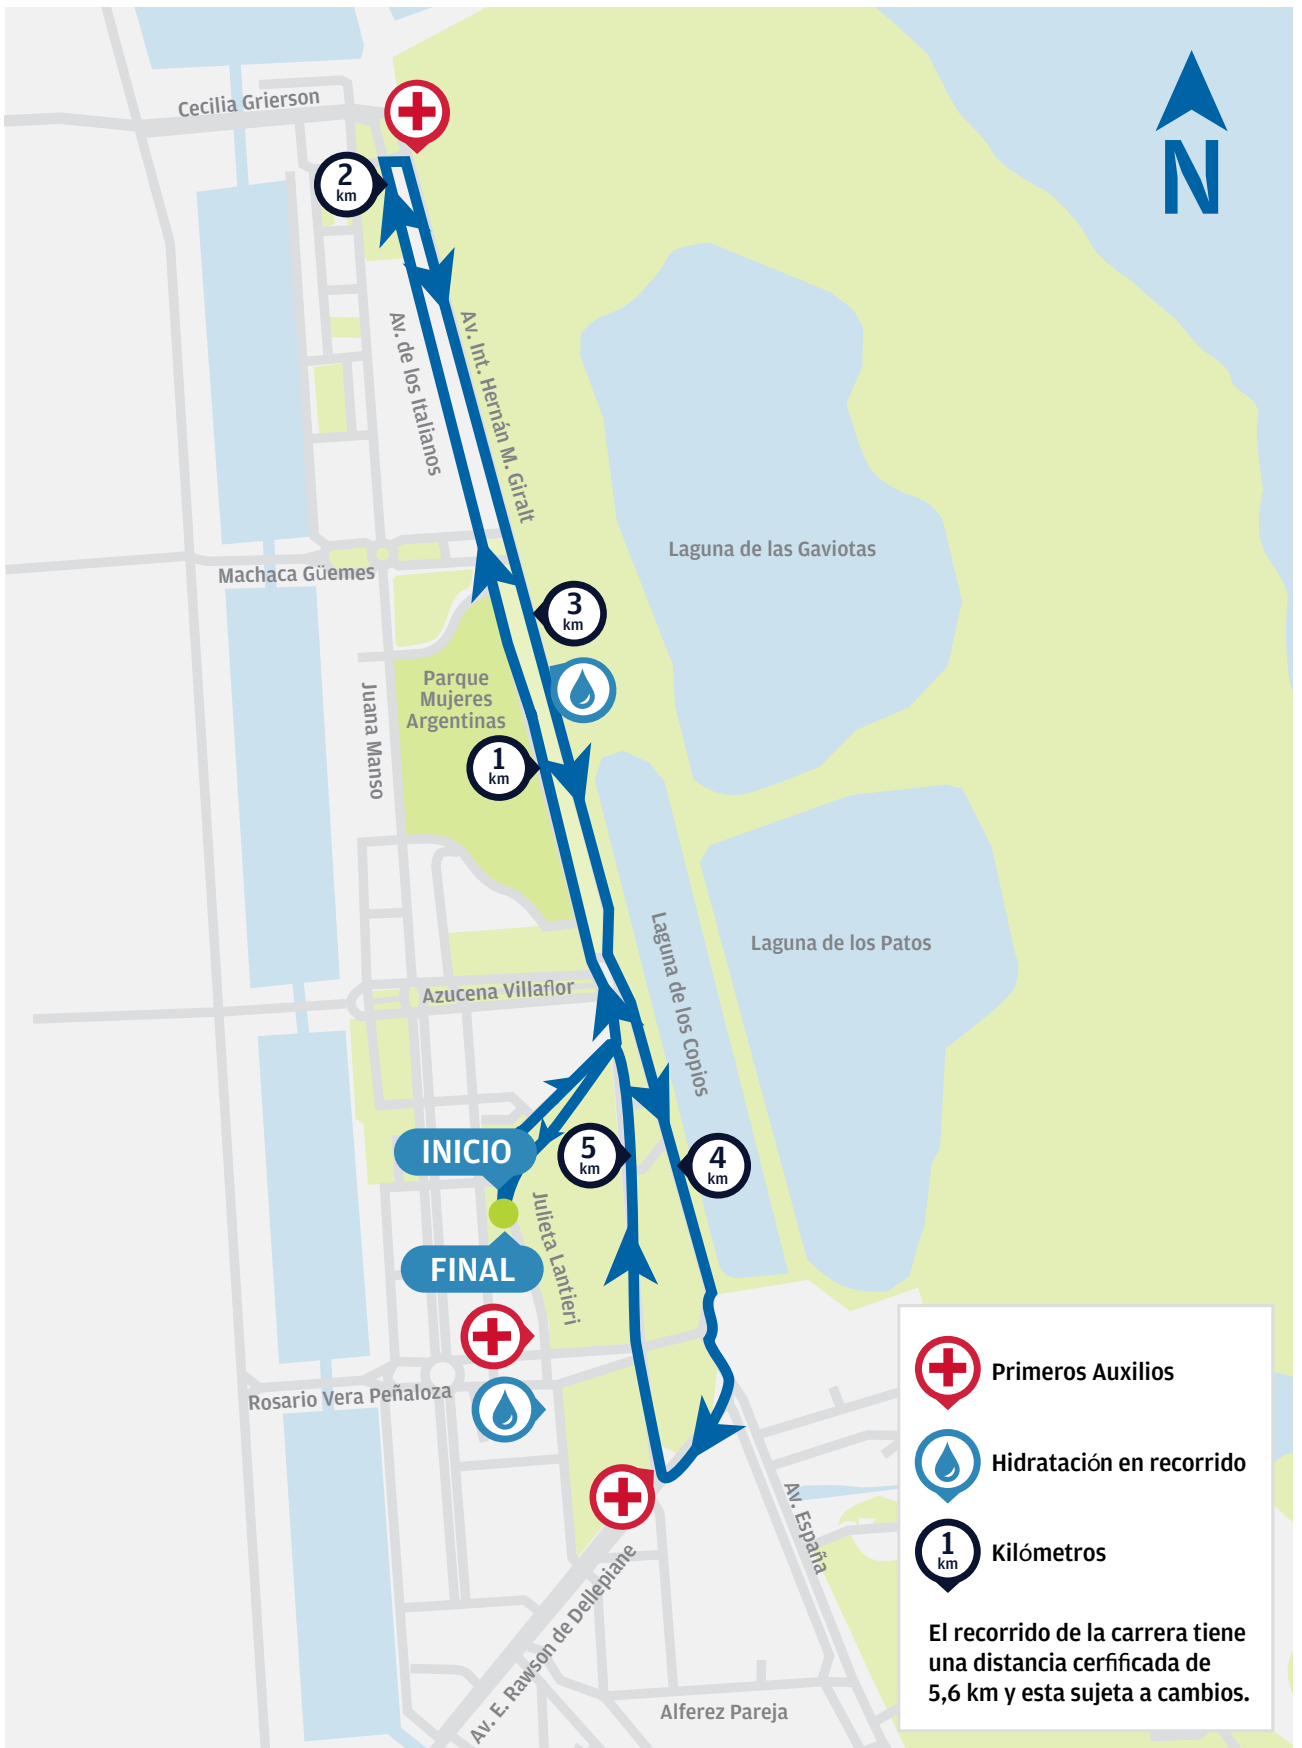 Cecilia Grierson
N
2
km
Av. de los Italianos
Av. Int. Hernán M. Giralt
Laguna de las Gaviotas
Machaca Güemes
3
km
Parque
Mujeres
Argentinas
Juana Manso
1
km
Laguna de los Copios
Laguna de los Patos
Azucena Villaflor
INICIO
5
km
4
km
Julieta Lantieri
FINAL
Rosario Vera Peñaloza
Av. España
Av. E. Rawson de Dellepiane
Alferez Pareja
Primeros Auxilios
Hidratación en recorrido
1
km
Kilómetros
El recorrido de la carrera tiene
una distancia cerfificada de
5,6 km y esta sujeta a cambios.